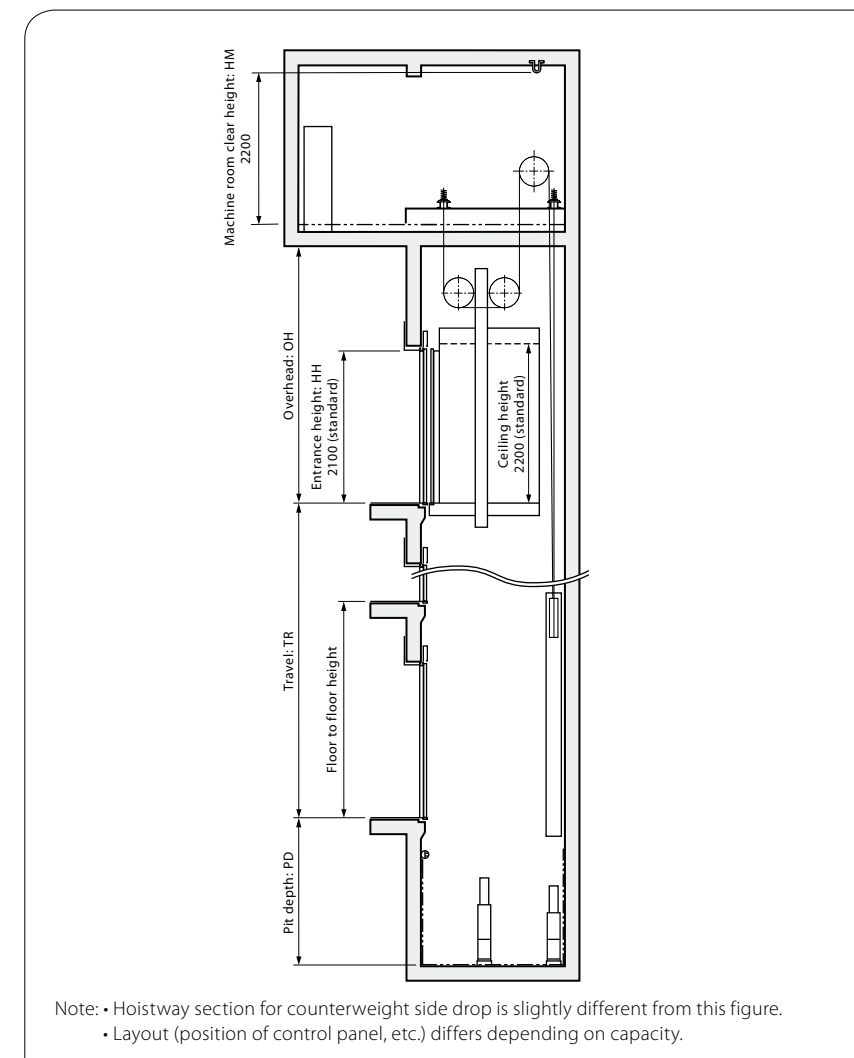 Machine room clear height: HM
2200
Overhead: OH
Entrance height: HH
2100 (standard)
Ceiling height
2200 (standard)
Travel: TR
Floor to floor height
Pit depth: PD
Note: • Hoistway section for counterweight side drop is slightly different from this figure.
• Layout (position of control panel, etc.) differs depending on capacity.